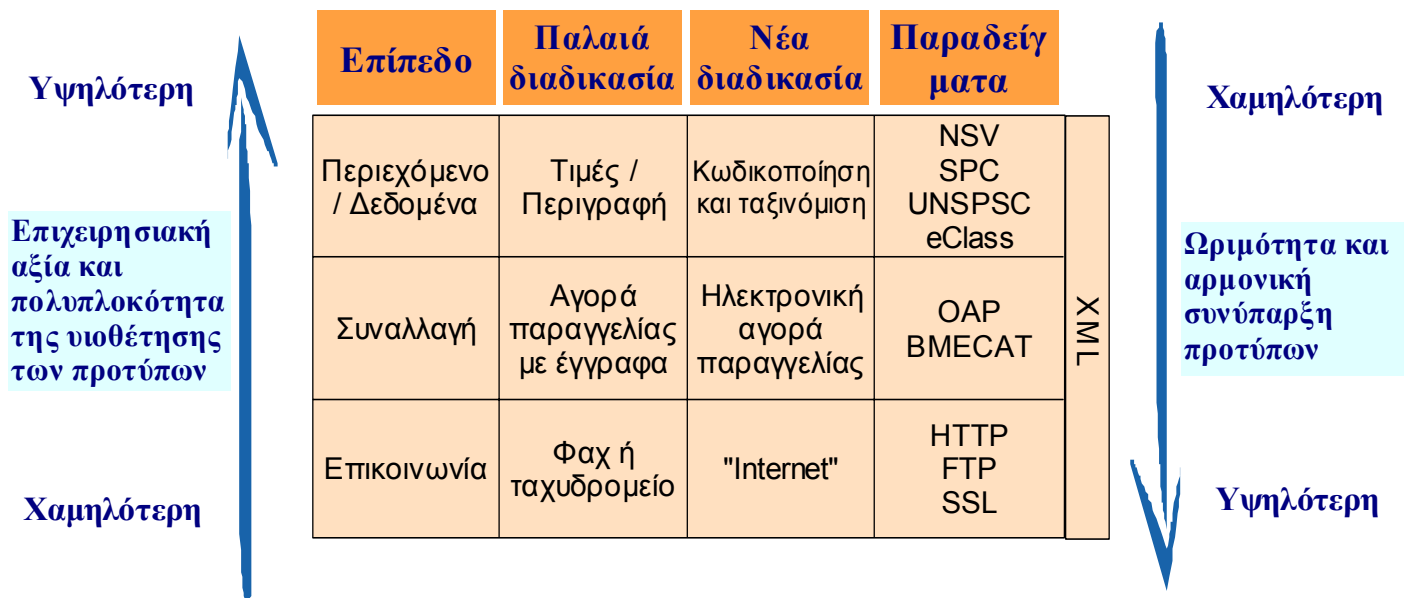 Επίπεδο
Παλαιά
διαδικασία
Νέα
διαδικασία
Παραδείγ
ματα
Υψηλότερη
Επιχειρησιακή
αξία και
πολυπλοκότητα
της υιοθέτησης
των προτύπων
Χαμηλότερη
Περιεχόμενο
/ Δεδομένα
Τιμές /
Περιγραφή
Κωδικοποίηση
και ταξινόμιση
NSV
SPC
UNSPSC
eClass
Συναλλαγή
Αγορά
παραγγελίας
με έγγραφα
Ηλεκτρονική
αγορά
παραγγελίας
OAP
BMECAT
Επικοινωνία
Φαχ ή
ταχυδρομείο
"Internet"
HTTP
FTP
SSL
XML
Χαμηλότερη
Ωριμότητα και
αρμονική
συνύπαρξη
προτύπων
Υψηλότερη